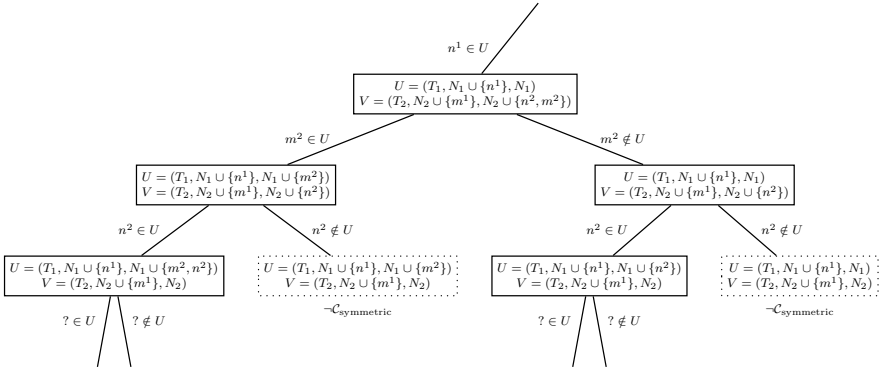 n¹ ∈ U
U = (T₁, N₁ ∪ {n¹}, N₁)
V = (T₂, N₂ ∪ {m¹}, N₂ ∪ {n², m²})
m² ∈ U
m² ∉ U
U = (T₁, N₁ ∪ {n¹}, N₁ ∪ {m²})
V = (T₂, N₂ ∪ {m¹}, N₂ ∪ {n²})
U = (T₁, N₁ ∪ {n¹}, N₁)
V = (T₂, N₂ ∪ {m¹}, N₂ ∪ {n²})
n² ∈ U
n² ∉ U
n² ∈ U
n² ∉ U
U = (T₁, N₁ ∪ {n¹}, N₁ ∪ {m², n²})
V = (T₂, N₂ ∪ {m¹}, N₂)
U = (T₁, N₁ ∪ {n¹}, N₁ ∪ {m²})
V = (T₂, N₂ ∪ {m¹}, N₂)
¬𝒞symmetric
U = (T₁, N₁ ∪ {n¹}, N₁ ∪ {n²})
V = (T₂, N₂ ∪ {m¹}, N₂)
U = (T₁, N₁ ∪ {n¹}, N₁)
V = (T₂, N₂ ∪ {m¹}, N₂)
¬𝒞symmetric
? ∈ U
? ∉ U
? ∈ U
? ∉ U